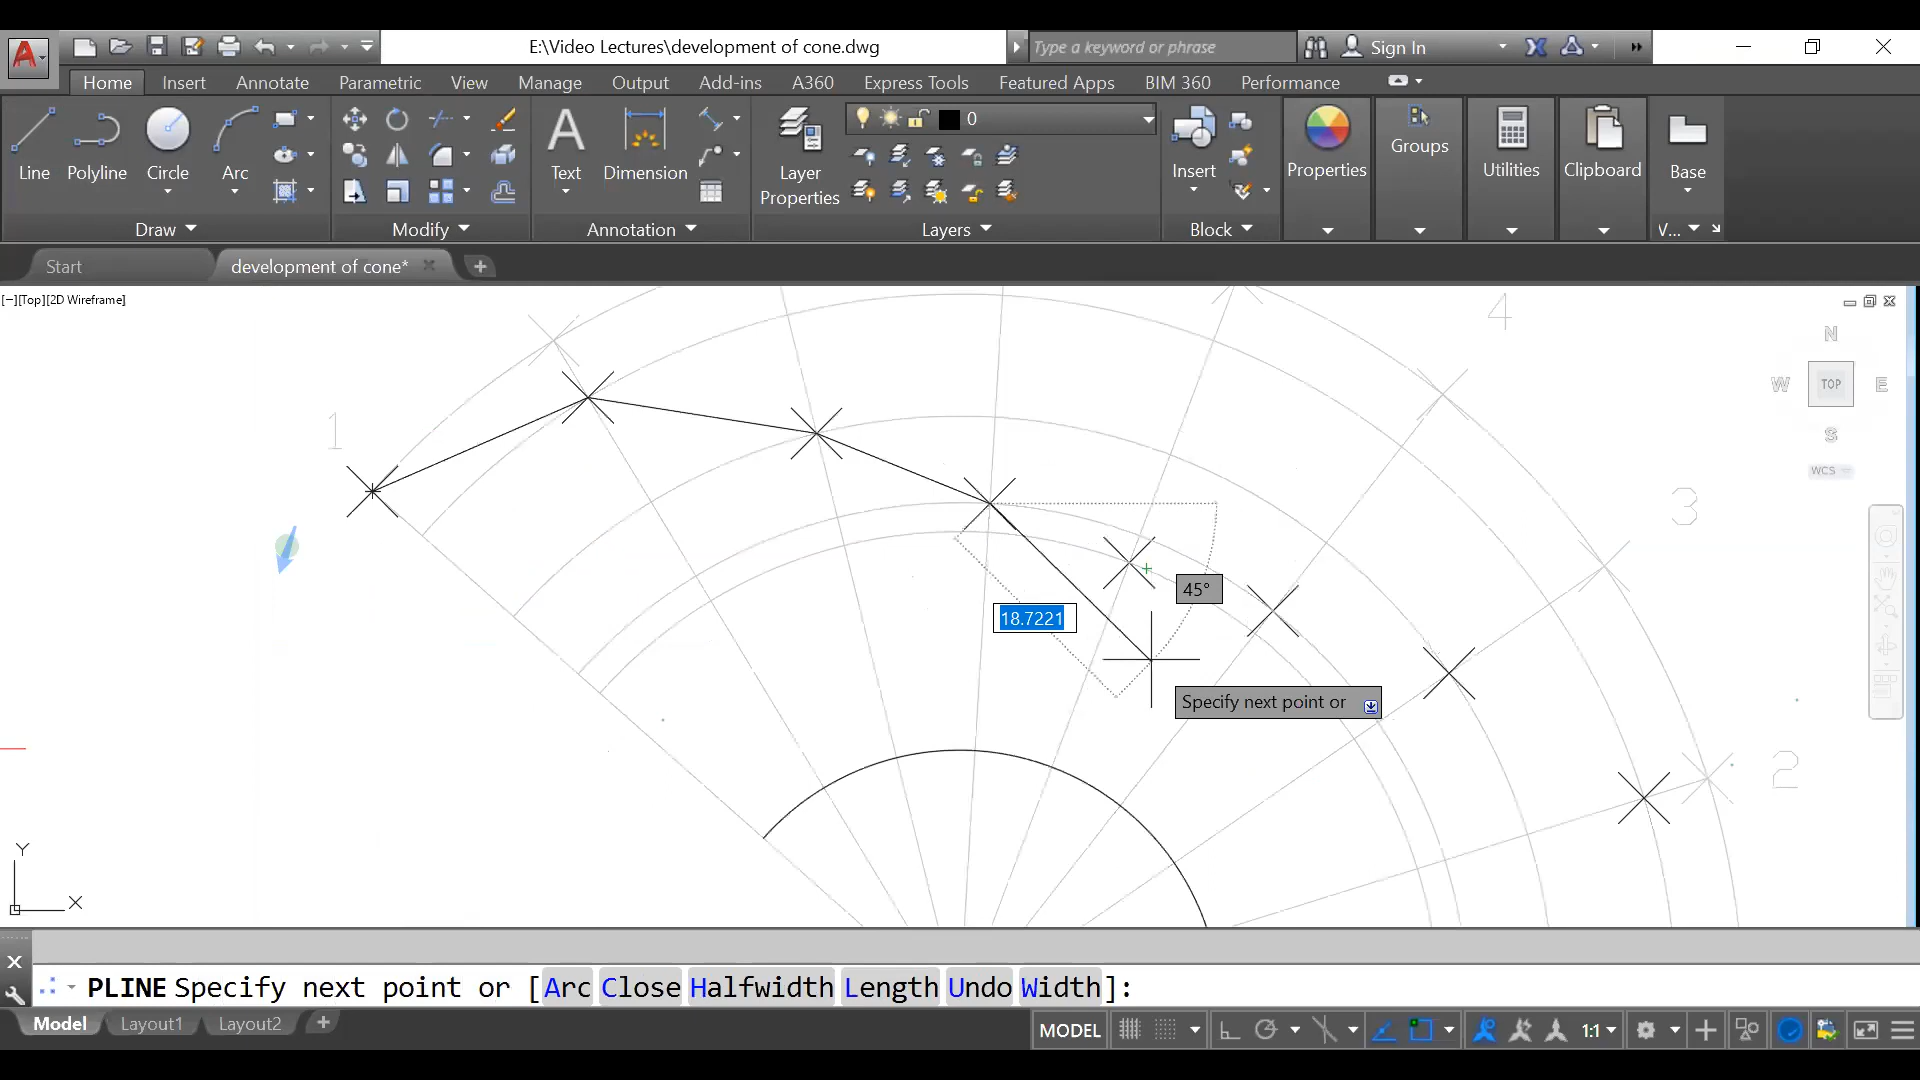 E:\Video Lectures\development of cone.dwg
Type a keyword or phrase
Sign In
Home Insert Annotate Parametric View Manage Output Add-ins A360 Express Tools Featured Apps BIM 360 Performance
0
Line Polyline Circle Arc
Text Dimension
Layer
Properties
Insert
Properties
Groups
Utilities
Clipboard
Base
Draw Modify Annotation Layers Block V...
Start
development of cone*
[−][Top][2D Wireframe]
4
N
W TOP E
S
WCS
1
3
45°
18.7221
Specify next point or
2
Y
X
PLINE Specify next point or [Arc Close Halfwidth Length Undo Width]:
Model Layout1 Layout2
MODEL
1:1